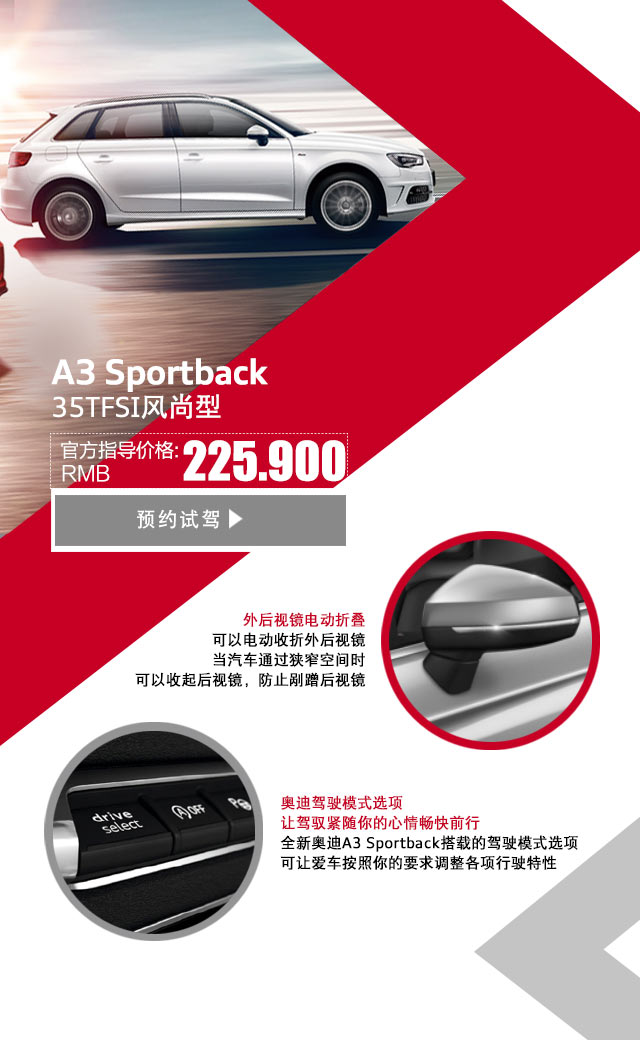 A3 Sportback
35TFSI风尚型
官方指导价格:
RMB
225.900
预约试驾
外后视镜电动折叠
可以电动收折外后视镜
当汽车通过狭窄空间时
可以收起后视镜，防止剐蹭后视镜
drive
select
OFF
P
奥迪驾驶模式选项
让驾驭紧随你的心情畅快前行
全新奥迪A3 Sportback搭载的驾驶模式选项
可让爱车按照你的要求调整各项行驶特性